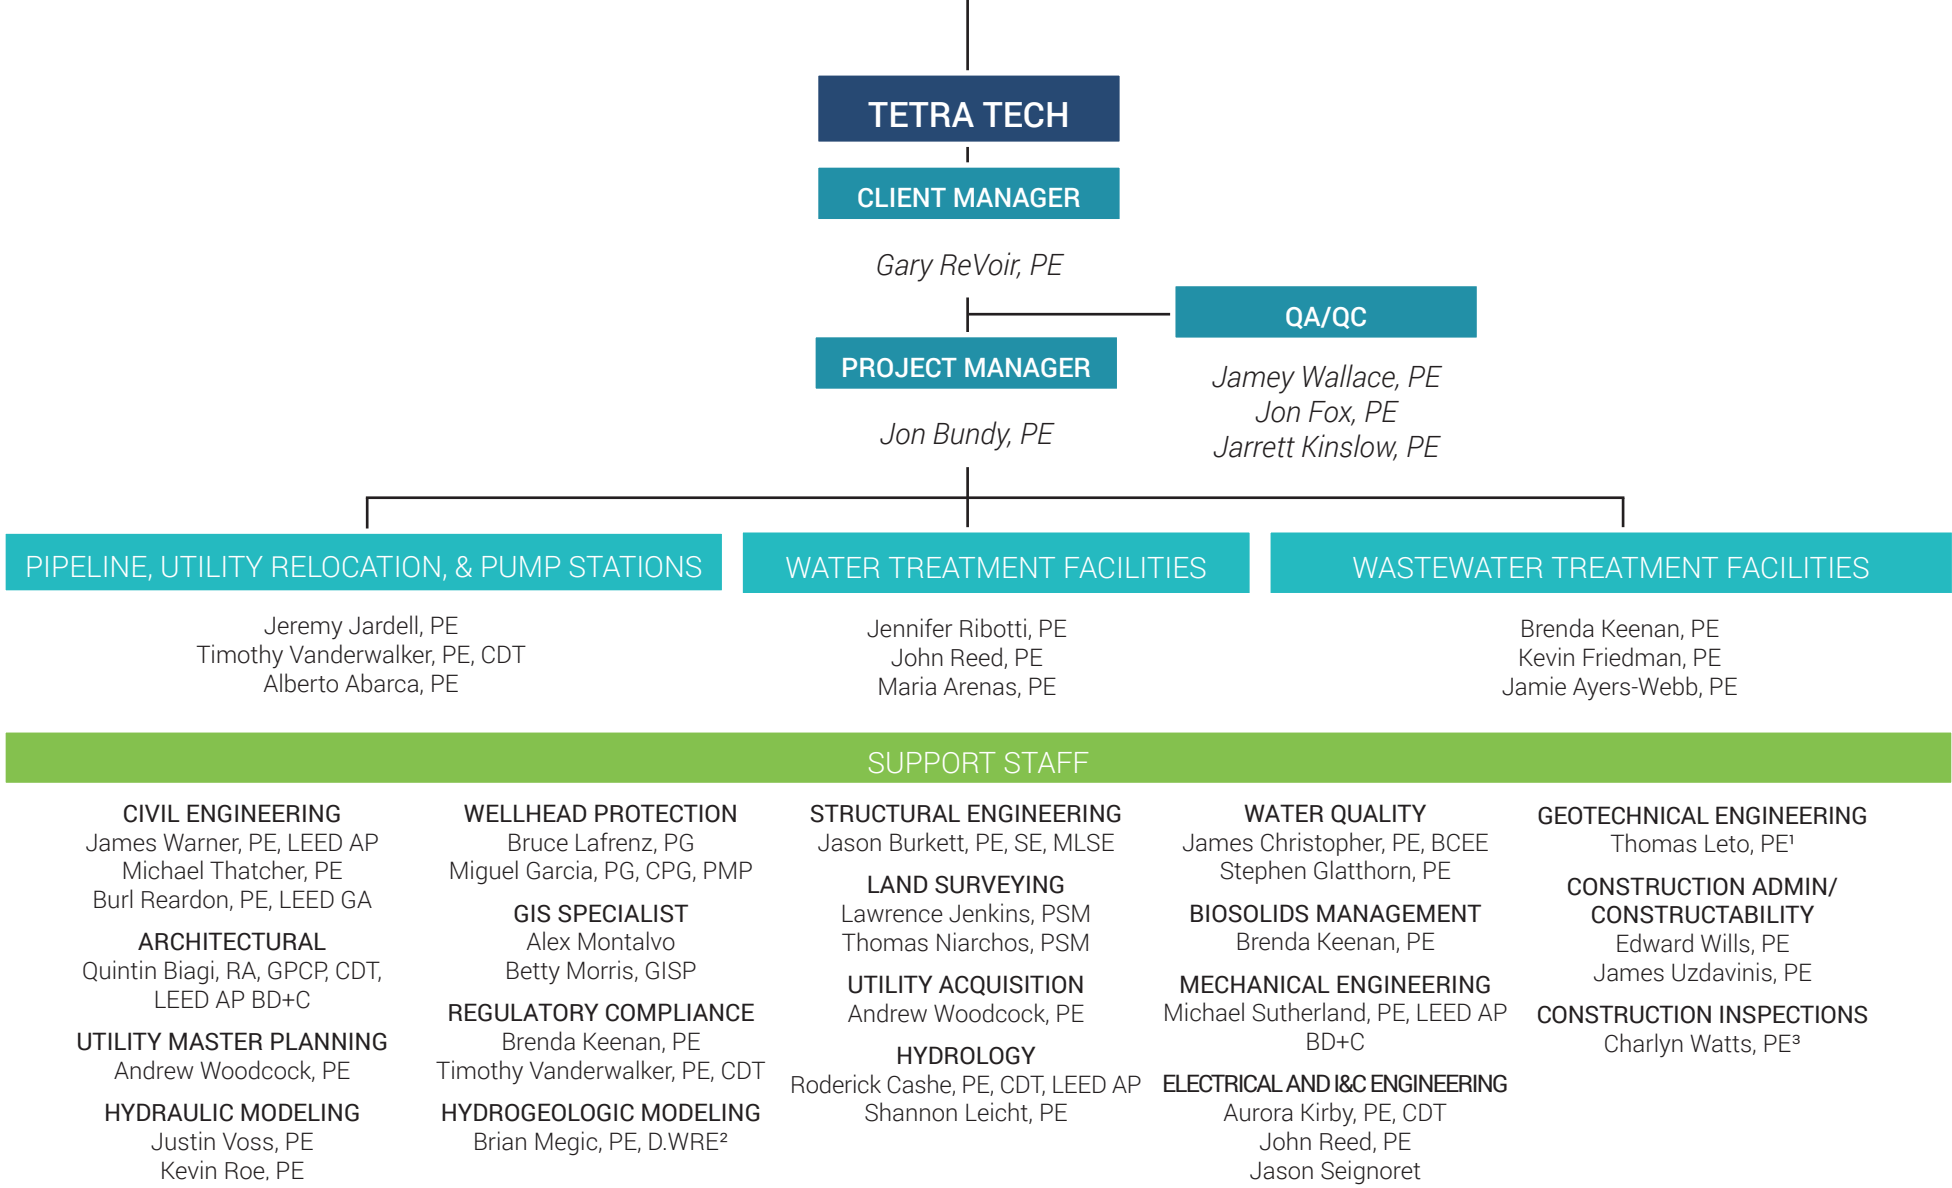 TETRA TECH
CLIENT MANAGER
Gary ReVoir, PE
QA/QC
Jamey Wallace, PE
Jon Fox, PE
Jarrett Kinslow, PE
PROJECT MANAGER
Jon Bundy, PE
PIPELINE, UTILITY RELOCATION, & PUMP STATIONS
Jeremy Jardell, PE
Timothy Vanderwalker, PE, CDT
Alberto Abarca, PE
WATER TREATMENT FACILITIES
Jennifer Ribotti, PE
John Reed, PE
Maria Arenas, PE
WASTEWATER TREATMENT FACILITIES
Brenda Keenan, PE
Kevin Friedman, PE
Jamie Ayers-Webb, PE
SUPPORT STAFF
CIVIL ENGINEERING
James Warner, PE, LEED AP
Michael Thatcher, PE
Burl Reardon, PE, LEED GA
ARCHITECTURAL
Quintin Biagi, RA, GPCP, CDT,
LEED AP BD+C
UTILITY MASTER PLANNING
Andrew Woodcock, PE
HYDRAULIC MODELING
Justin Voss, PE
Kevin Roe, PE
WELLHEAD PROTECTION
Bruce Lafrenz, PG
Miguel Garcia, PG, CPG, PMP
GIS SPECIALIST
Alex Montalvo
Betty Morris, GISP
REGULATORY COMPLIANCE
Brenda Keenan, PE
Timothy Vanderwalker, PE, CDT
HYDROGEOLOGIC MODELING
Brian Megic, PE, D.WRE²
STRUCTURAL ENGINEERING
Jason Burkett, PE, SE, MLSE
LAND SURVEYING
Lawrence Jenkins, PSM
Thomas Niarchos, PSM
UTILITY ACQUISITION
Andrew Woodcock, PE
HYDROLOGY
Roderick Cashe, PE, CDT, LEED AP
Shannon Leicht, PE
WATER QUALITY
James Christopher, PE, BCEE
Stephen Glatthorn, PE
BIOSOLIDS MANAGEMENT
Brenda Keenan, PE
MECHANICAL ENGINEERING
Michael Sutherland, PE, LEED AP
BD+C
ELECTRICAL AND I&C ENGINEERING
Aurora Kirby, PE, CDT
John Reed, PE
Jason Seignoret
GEOTECHNICAL ENGINEERING
Thomas Leto, PE¹
CONSTRUCTION ADMIN/
CONSTRUCTABILITY
Edward Wills, PE
James Uzdavinis, PE
CONSTRUCTION INSPECTIONS
Charlyn Watts, PE³